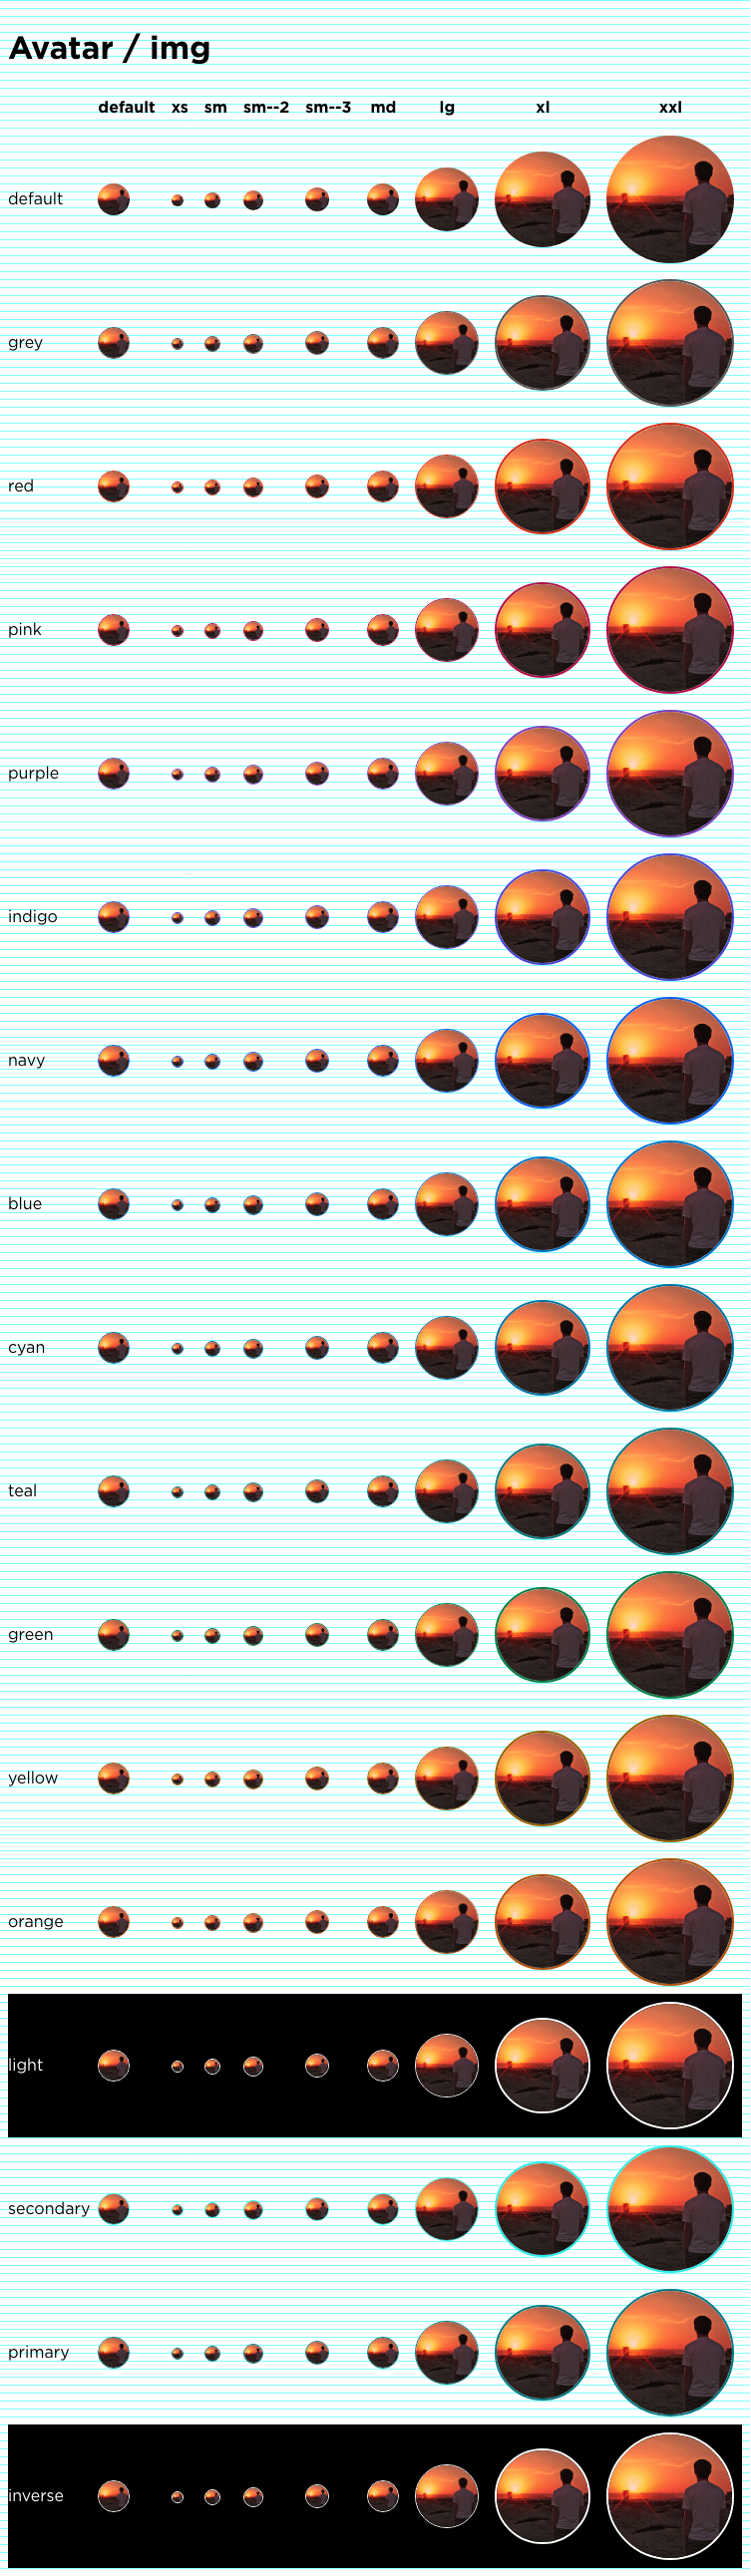 Avatar / img
default xs sm sm--2 sm--3 md lg xl xxl
default
grey
red
pink
purple
indigo
navy
blue
cyan
teal
green
yellow
orange
light
secondary
primary
inverse